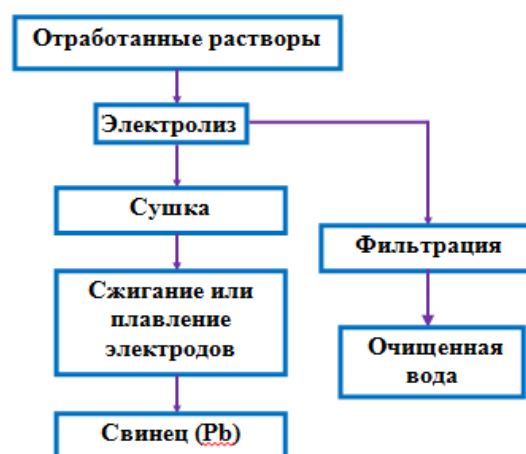 Отработанные растворы
Электролиз
Сушка
Фильтрация
Сжигание или
плавление
электродов
Очищенная
вода
Свинец (Pb)